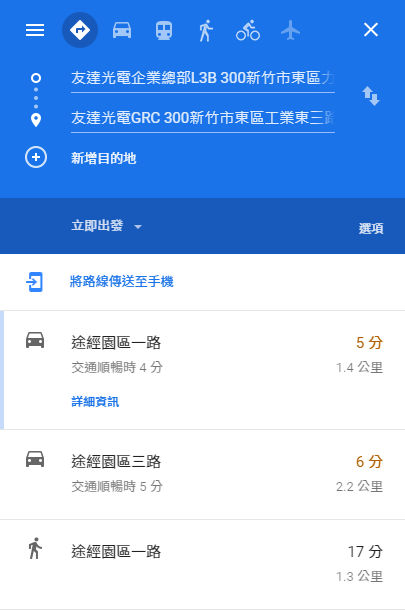 友達光電企業總部L3B 300新竹市東區力
友達光電GRC 300新竹市東區工業東三路
新增目的地
立即出發
選項
將路線傳送至手機
途經園區一路 5 分
交通順暢時 4 分 1.4 公里
詳細資訊
途經園區三路 6 分
交通順暢時 5 分 2.2 公里
途經園區一路 17 分
1.3 公里